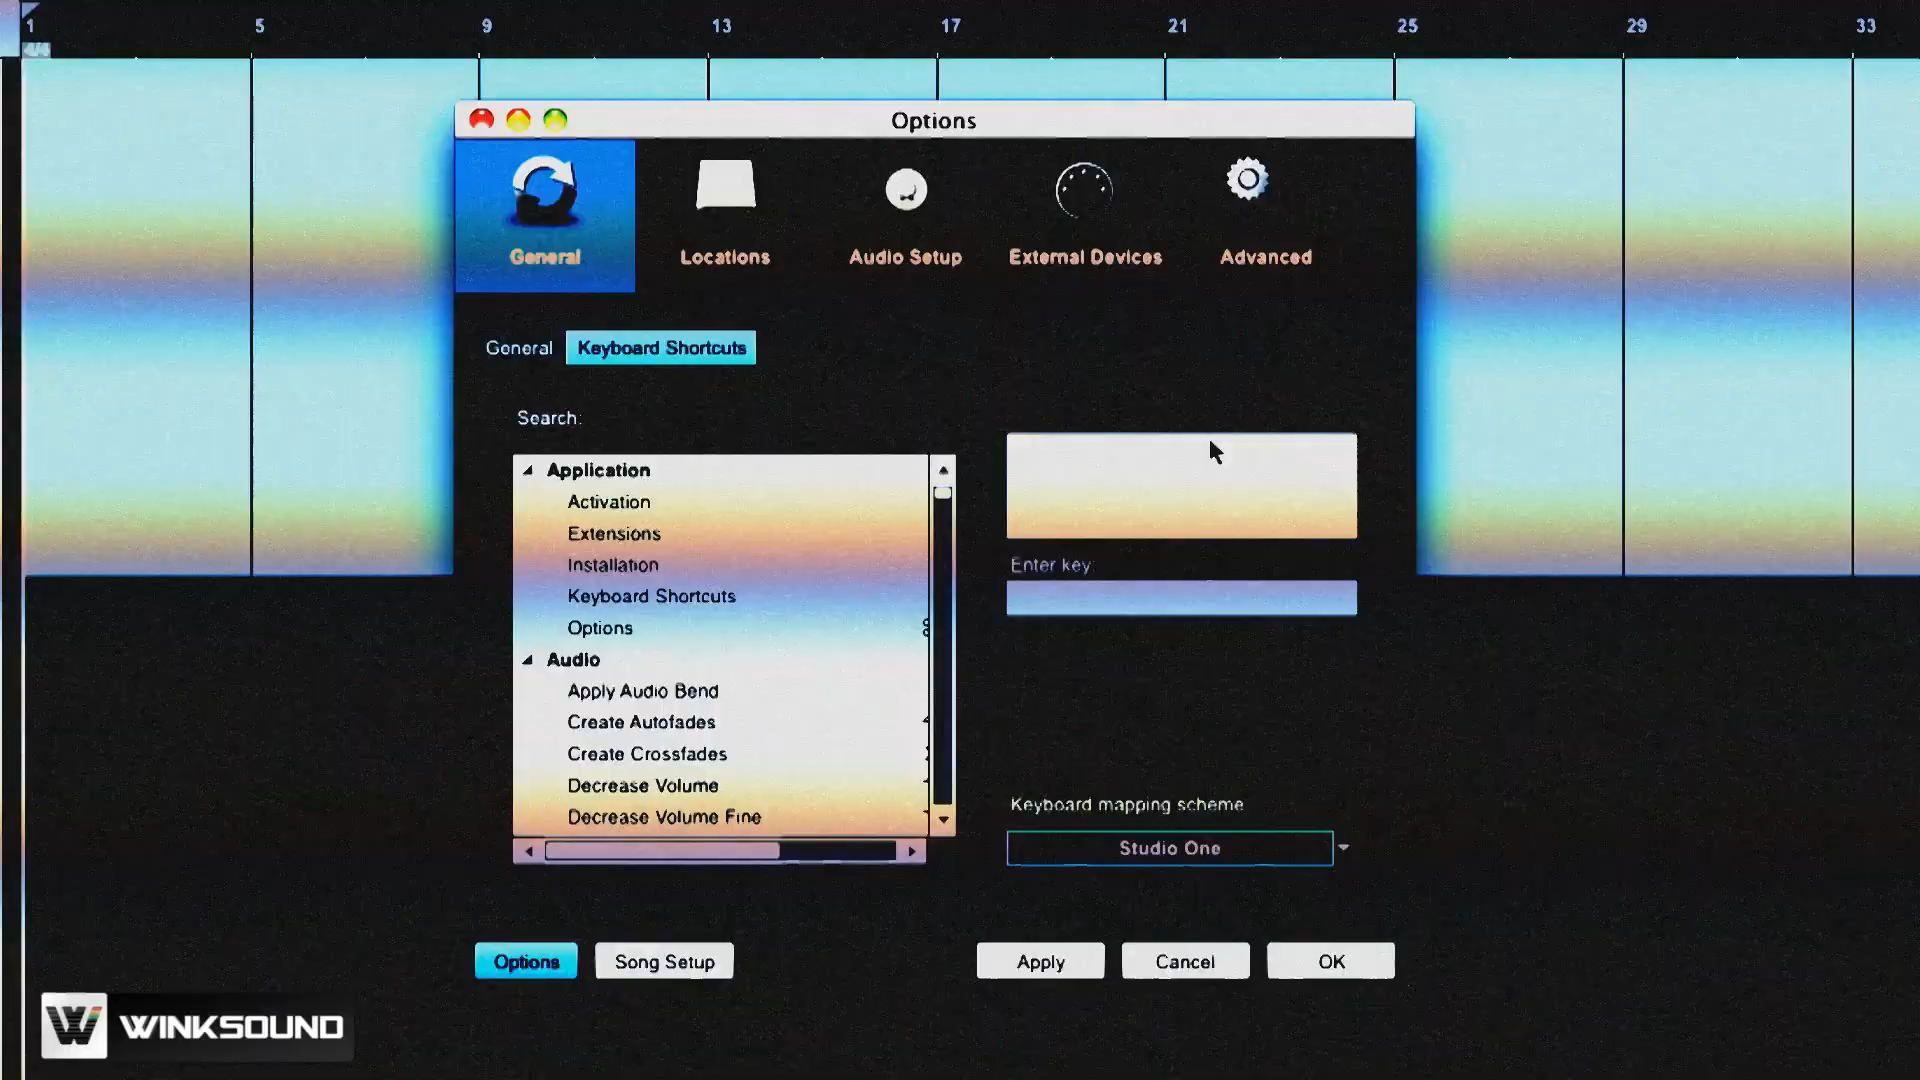 1 5 9 13 17 21 25 29 33
4/4
Options
General Locations Audio Setup External Devices Advanced
General Keyboard Shortcuts
Search:
Application
Activation
Extensions
Installation
Keyboard Shortcuts
Options
Audio
Apply Audio Bend
Create Autofades
Create Crossfades
Decrease Volume
Decrease Volume Fine
Enter key:
Keyboard mapping scheme
Studio One
Options Song Setup Apply Cancel OK
W WINKSOUND